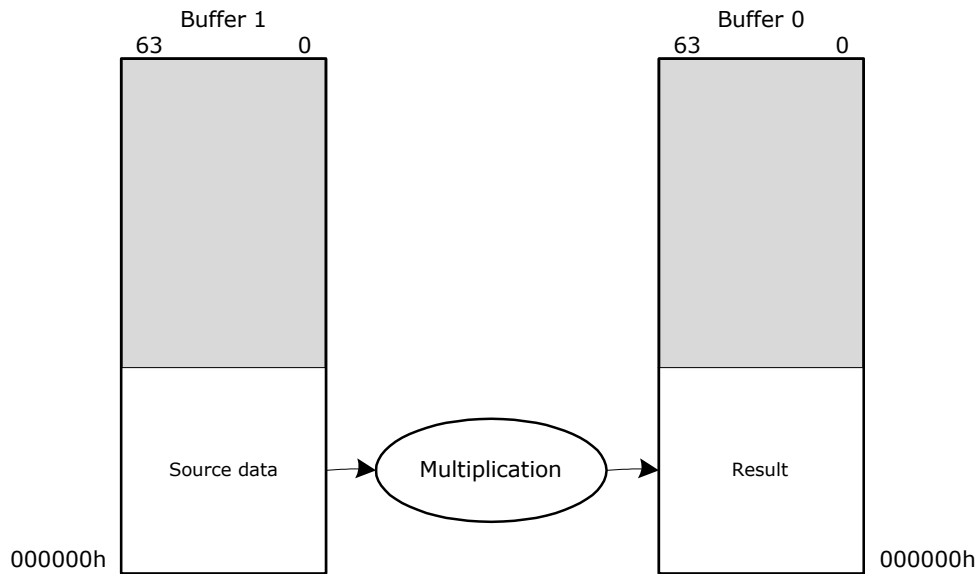 Buffer 1
63 0
Buffer 0
63 0
Source data
Multiplication
Result
000000h
000000h